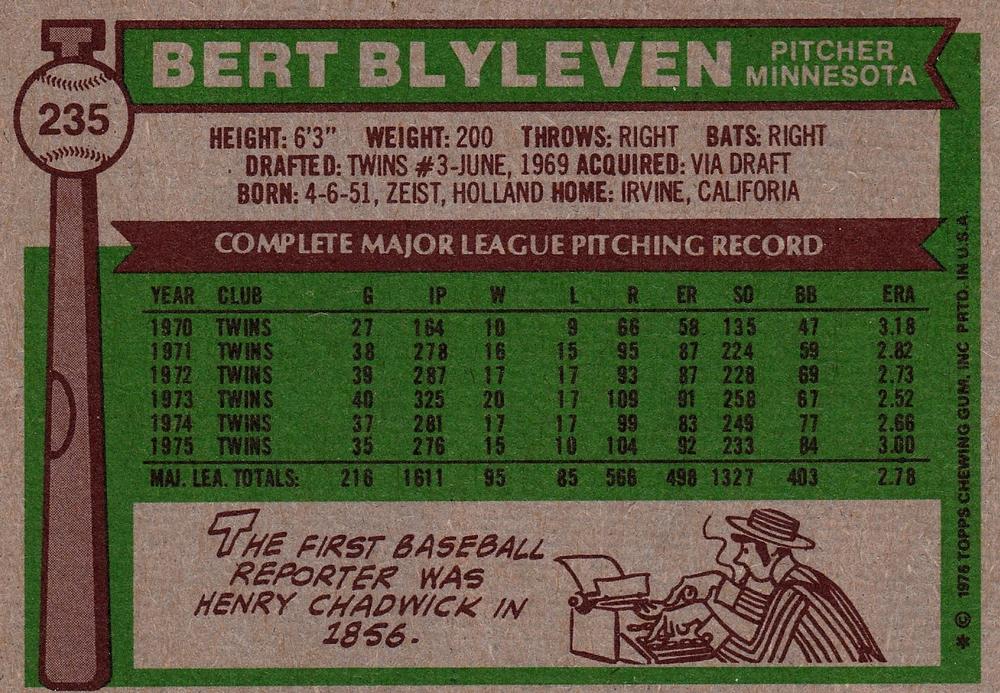 235
BERT BLYLEVEN
PITCHER
MINNESOTA
HEIGHT: 6'3" WEIGHT: 200 THROWS: RIGHT BATS: RIGHT
DRAFTED: TWINS #3-JUNE, 1969 ACQUIRED: VIA DRAFT
BORN: 4-6-51, ZEIST, HOLLAND HOME: IRVINE, CALIFORIA
COMPLETE MAJOR LEAGUE PITCHING RECORD
YEAR CLUB G IP W L R ER SO BB ERA
1970 TWINS 27 164 10 9 66 58 135 47 3.18
1971 TWINS 38 278 16 15 95 87 224 59 2.82
1972 TWINS 39 287 17 17 93 87 228 69 2.73
1973 TWINS 40 325 20 17 109 91 258 67 2.52
1974 TWINS 37 281 17 17 99 83 249 77 2.66
1975 TWINS 35 276 15 10 104 92 233 84 3.00
MAJ. LEA. TOTALS: 216 1611 95 85 566 498 1327 403 2.78
THE FIRST BASEBALL
REPORTER WAS
HENRY CHADWICK IN
1856.
* © 1976 TOPPS CHEWING GUM, INC PRTD. IN U.S.A.